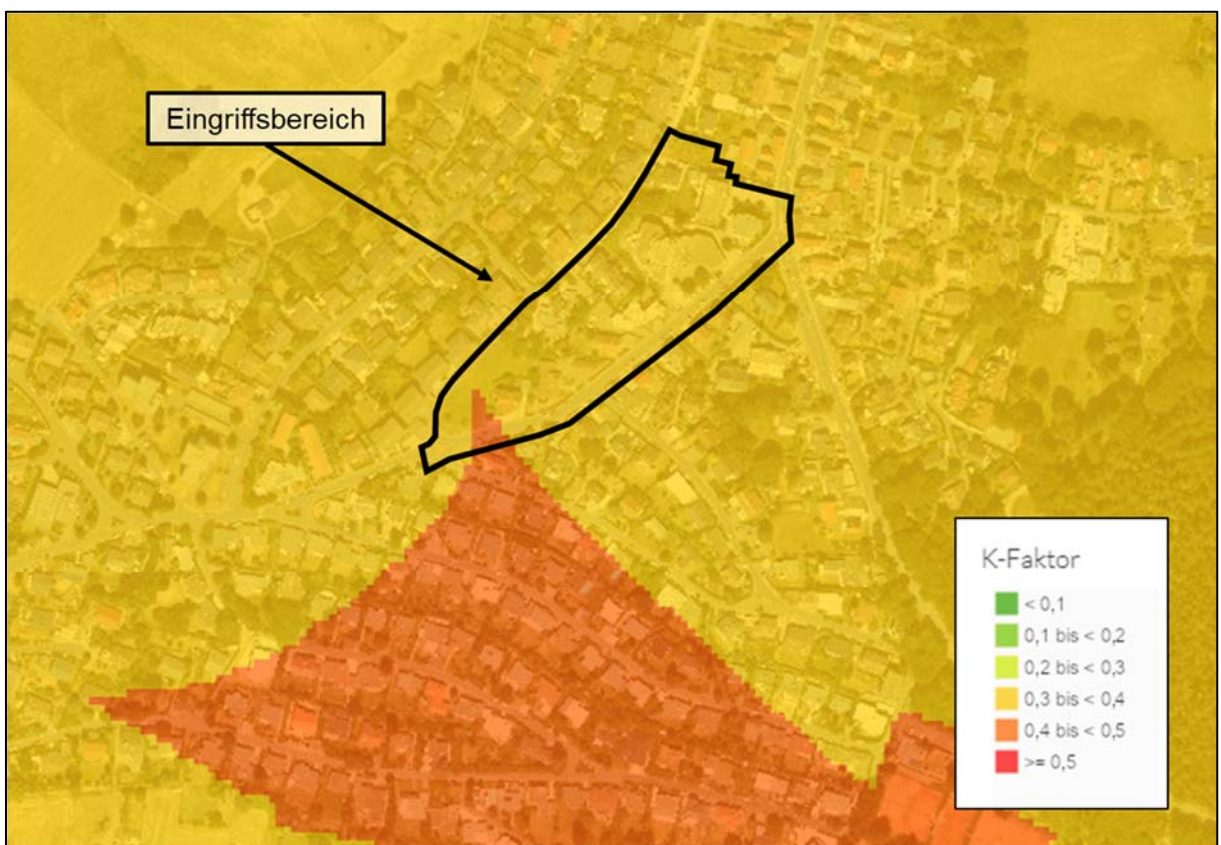 Eingriffsbereich
K-Faktor
< 0,1
0,1 bis < 0,2
0,2 bis < 0,3
0,3 bis < 0,4
0,4 bis < 0,5
>= 0,5